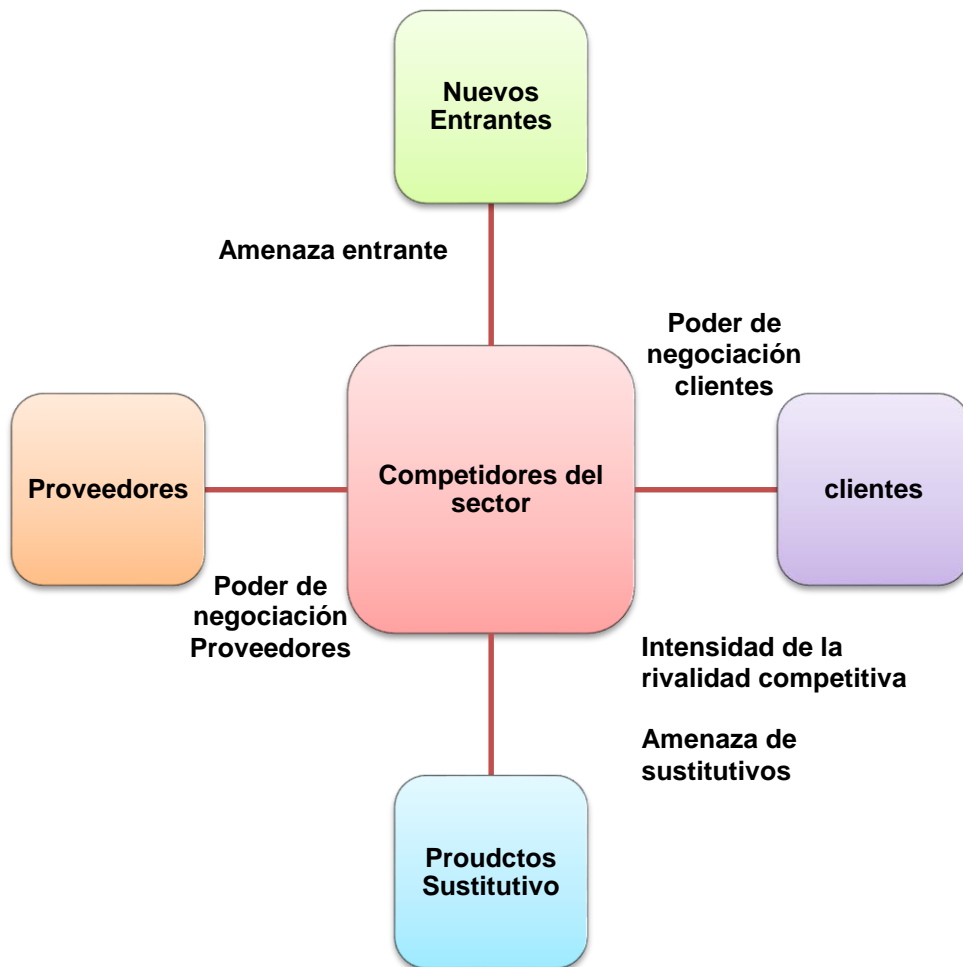 Nuevos
Entrantes
Amenaza entrante
Poder de
negociación
clientes
Proveedores
Competidores del
sector
clientes
Poder de
negociación
Proveedores
Intensidad de la
rivalidad competitiva
Amenaza de
sustitutivos
Proudctos
Sustitutivo